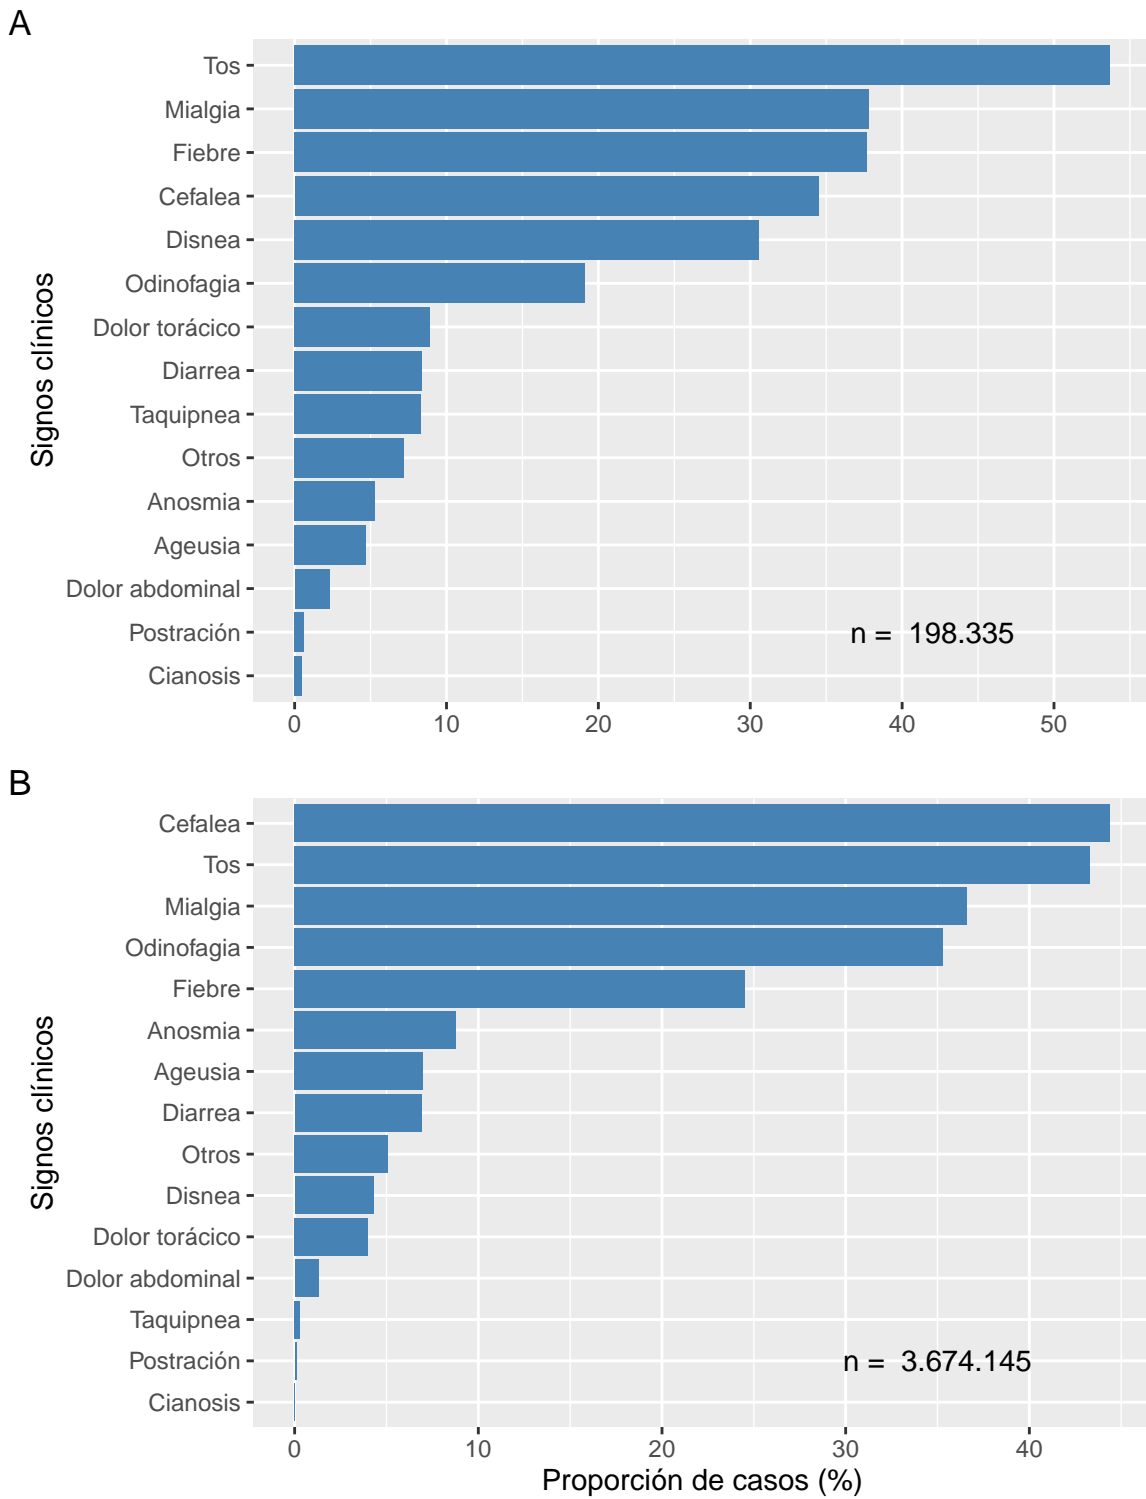 A
Signos clínicos
Tos
Mialgia
Fiebre
Cefalea
Disnea
Odinofagia
Dolor torácico
Diarrea
Taquipnea
Otros
Anosmia
Ageusia
Dolor abdominal
Postración
Cianosis
n = 198.335
0 10 20 30 40 50
B
Signos clínicos
Cefalea
Tos
Mialgia
Odinofagia
Fiebre
Anosmia
Ageusia
Diarrea
Otros
Disnea
Dolor torácico
Dolor abdominal
Taquipnea
Postración
Cianosis
n = 3.674.145
0 10 20 30 40
Proporción de casos (%)